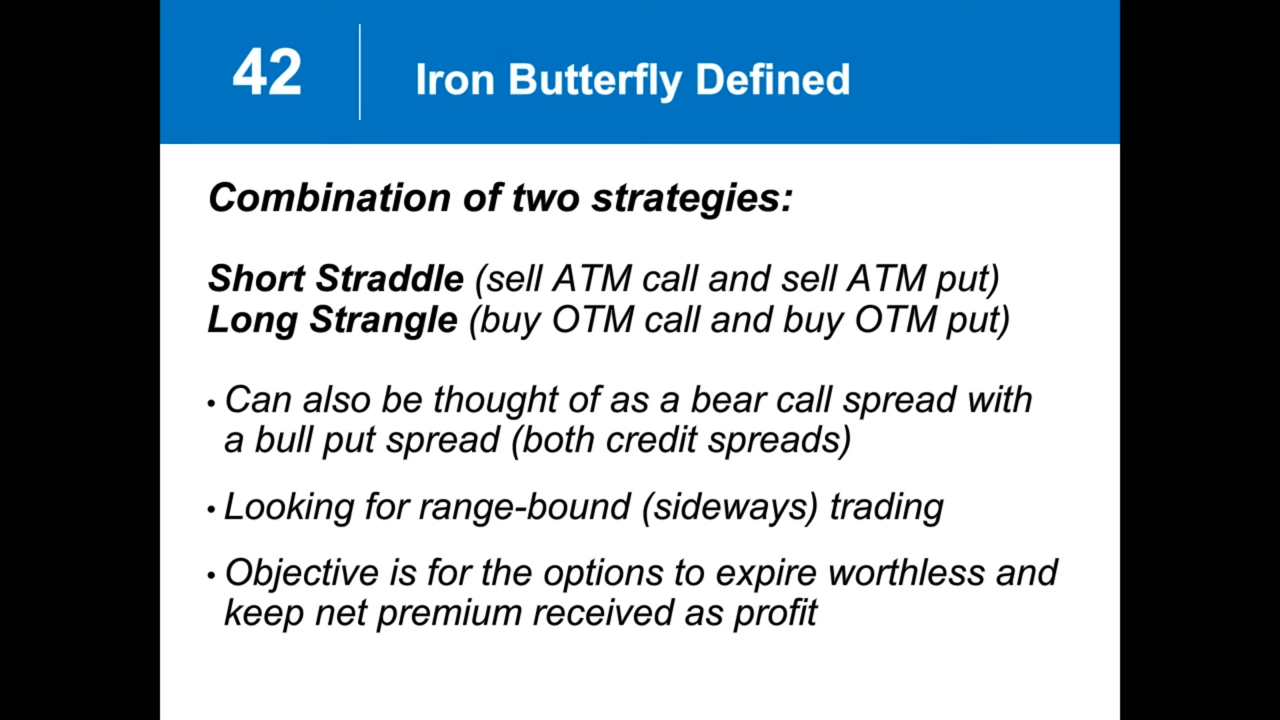 42
Iron Butterfly Defined
Combination of two strategies:
Short Straddle (sell ATM call and sell ATM put)
Long Strangle (buy OTM call and buy OTM put)
• Can also be thought of as a bear call spread with
a bull put spread (both credit spreads)
• Looking for range-bound (sideways) trading
• Objective is for the options to expire worthless and
keep net premium received as profit